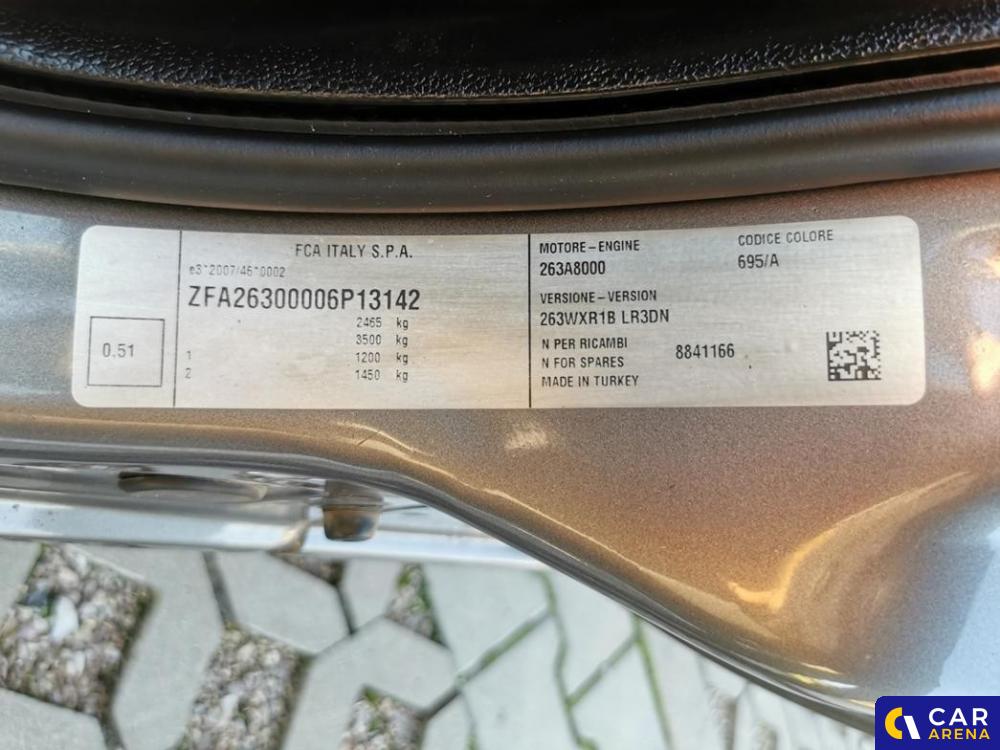 FCA ITALY S.P.A.
e3*2007/46*0002
ZFA26300006P13142
2465 kg
3500 kg
1 1200 kg
2 1450 kg
0.51
MOTORE-ENGINE
263A8000
CODICE COLORE
695/A
VERSIONE-VERSION
263WXR1B LR3DN
N PER RICAMBI
N FOR SPARES
8841166
MADE IN TURKEY
CAR
ARENA